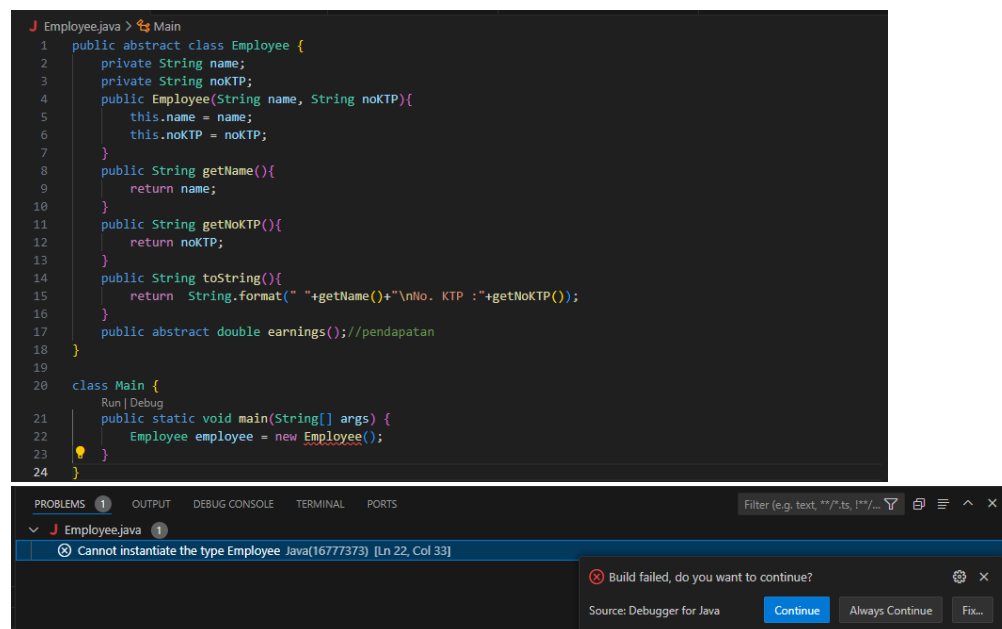 Employee.java > Main
1 public abstract class Employee {
2 private String name;
3 private String noKTP;
4 public Employee(String name, String noKTP){
5 this.name = name;
6 this.noKTP = noKTP;
7 }
8 public String getName(){
9 return name;
10 }
11 public String getNoKTP(){
12 return noKTP;
13 }
14 public String toString(){
15 return  String.format(" "+getName()+"\nNo. KTP :"+getNoKTP());
16 }
17 public abstract double earnings();//pendapatan
18 }
19
20 class Main {
Run | Debug
21 public static void main(String[] args) {
22 Employee employee = new Employee();
23 }
24 }
PROBLEMS 1 OUTPUT DEBUG CONSOLE TERMINAL PORTS Filter (e.g. text, **/*.ts, !**/...
Employee.java 1
Cannot instantiate the type Employee Java(16777373) [Ln 22, Col 33]
Build failed, do you want to continue?
Source: Debugger for Java Continue Always Continue Fix...